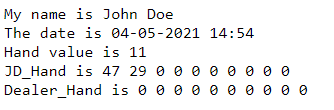 My name is John Doe
The date is 04-05-2021 14:54
Hand value is 11
JD_Hand is 47 29 0 0 0 0 0 0 0 0
Dealer_Hand is 0 0 0 0 0 0 0 0 0 0